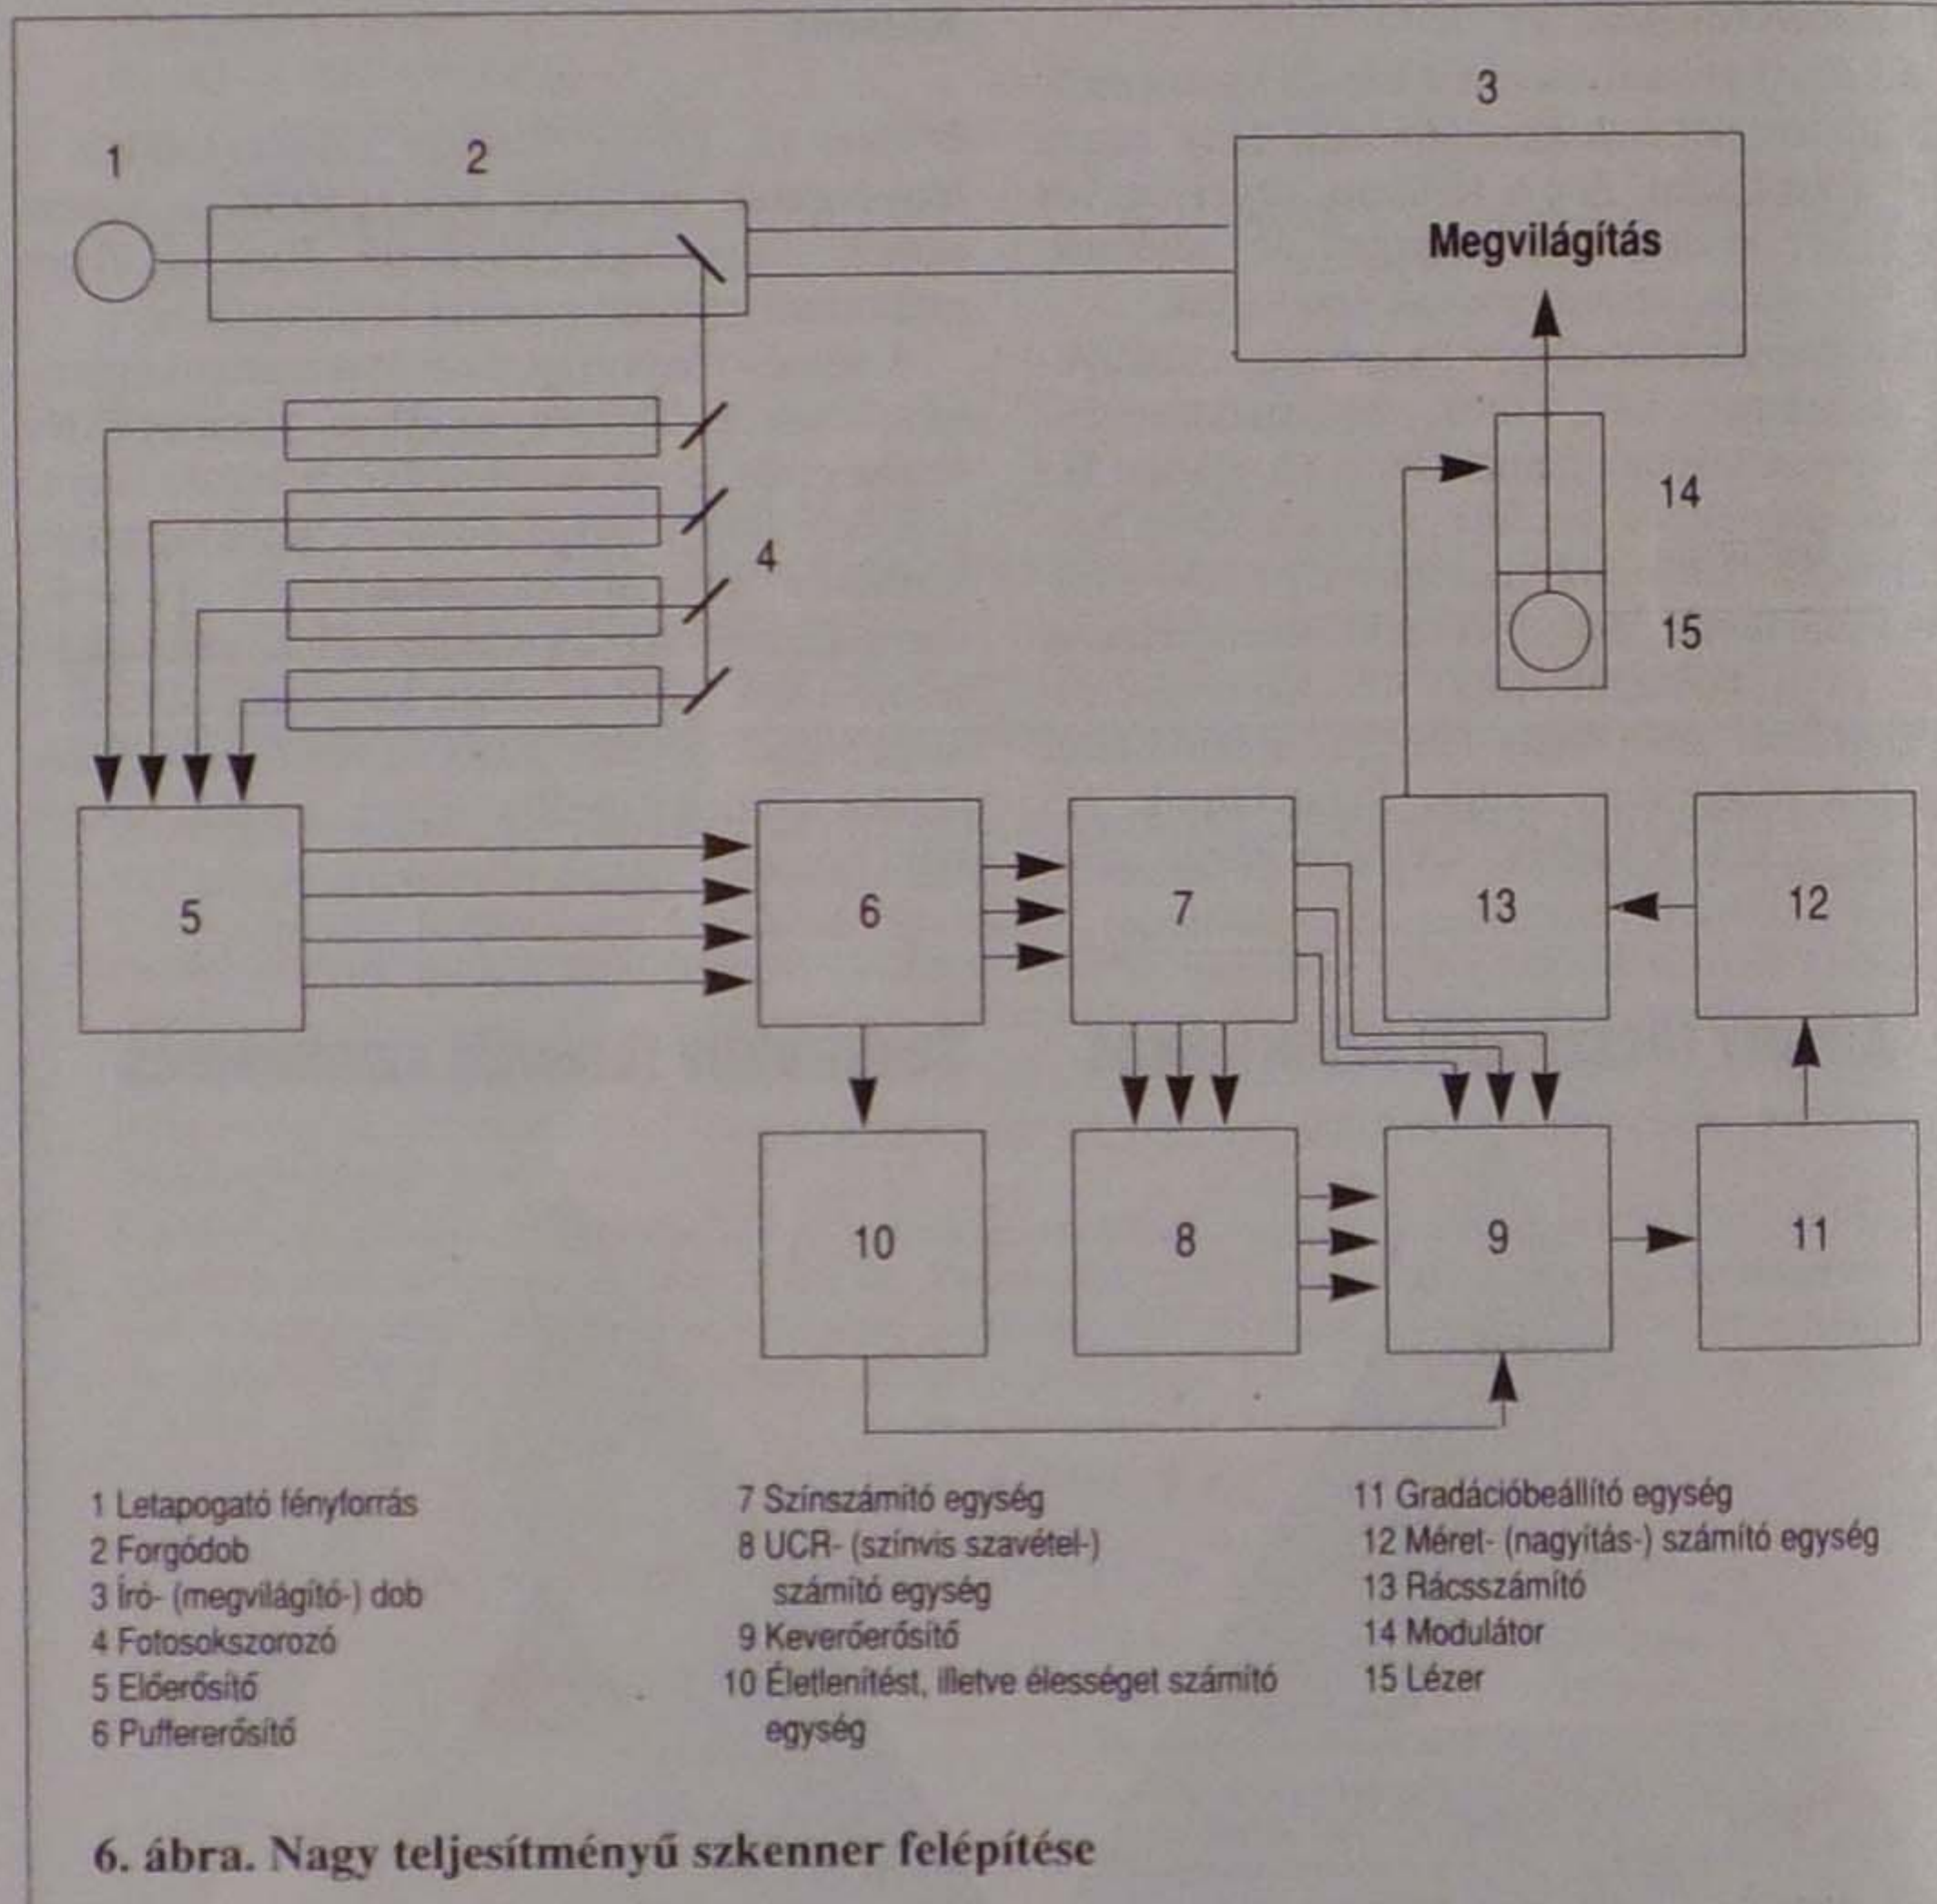 1
2
3
Megvilágítás
4
14
15
5
6
7
13
12
10
8
9
11
1 Letapogató fényforrás
2 Forgódob
3 Író- (megvilágító-) dob
4 Fotosokszorozó
5 Előerősítő
6 Puffererősítő
7 Színszámító egység
8 UCR- (színvis szavétel-)
számító egység
9 Keverőerősítő
10 Életlenítést, illetve élességet számító
egység
11 Gradációbeállító egység
12 Méret- (nagyítás-) számító egység
13 Rácsszámító
14 Modulátor
15 Lézer
6. ábra. Nagy teljesítményű szkenner felépítése